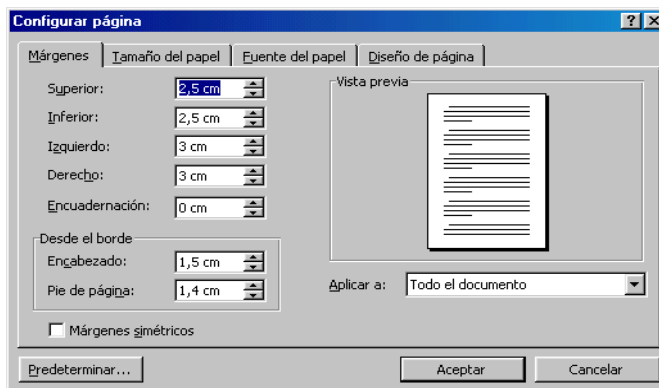 Configurar página
Márgenes Tamaño del papel Fuente del papel Diseño de página
Superior: 2,5 cm
Inferior: 2,5 cm
Izquierdo: 3 cm
Derecho: 3 cm
Encuadernación: 0 cm
Desde el borde
Encabezado: 1,5 cm
Pie de página: 1,4 cm
Márgenes simétricos
Vista previa
Aplicar a: Todo el documento
Predeterminar... Aceptar Cancelar